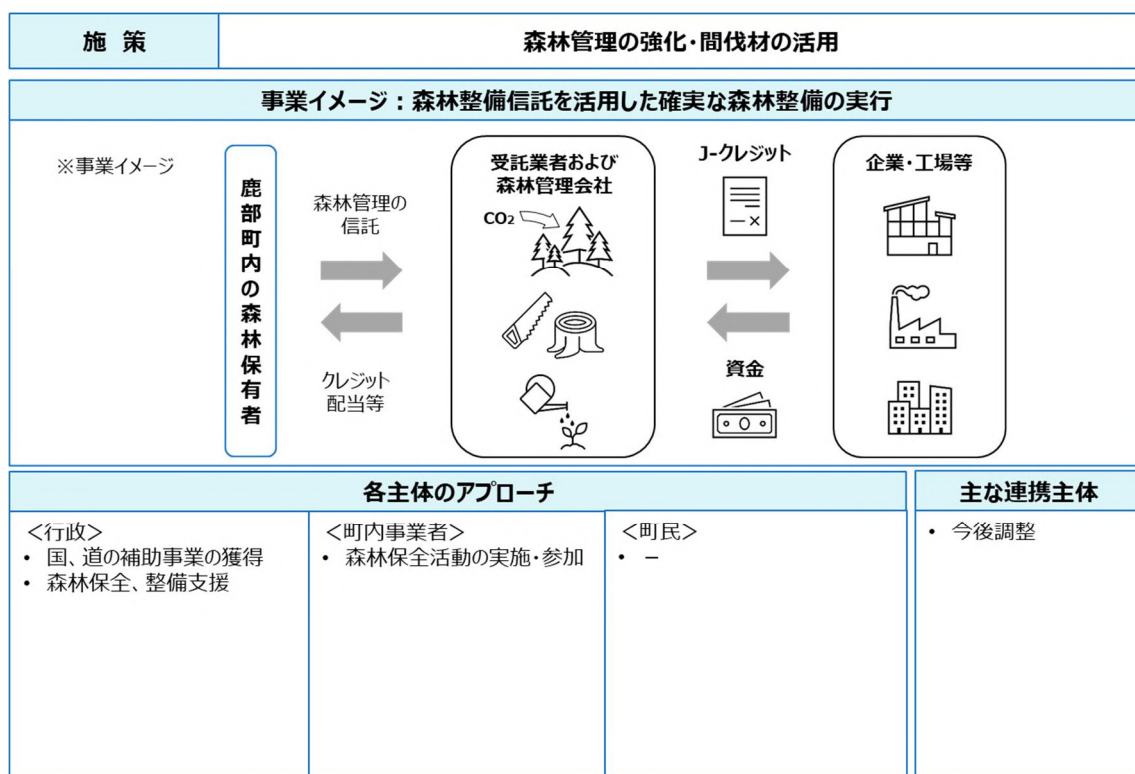 施 策
森林管理の強化・間伐材の活用
事業イメージ：森林整備信託を活用した確実な森林整備の実行
※事業イメージ
鹿部町内の森林保有者
森林管理の
信託
クレジット
配当等
受託業者および
森林管理会社
CO₂
J-クレジット
資金
企業・工場等
各主体のアプローチ
＜行政＞
• 国、道の補助事業の獲得
• 森林保全、整備支援
＜町内事業者＞
• 森林保全活動の実施・参加
＜町民＞
• －
主な連携主体
• 今後調整